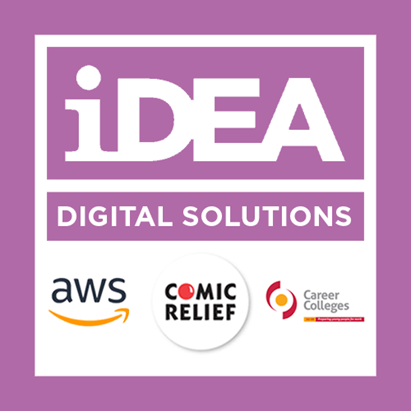 iDEA
DIGITAL SOLUTIONS
aws
COMIC
RELIEF
Career
Colleges